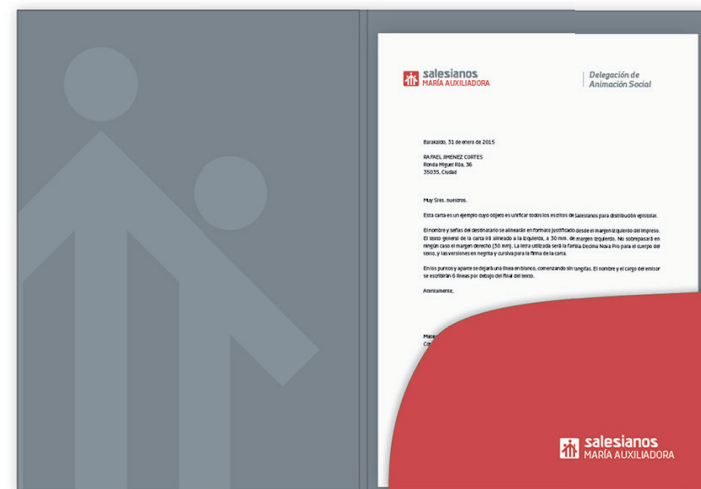 salesianos
MARÍA AUXILIADORA
Delegación de
Animación Social
Barakaldo, 31 de enero de 2015
RAFAEL JIMENEZ CORTES
Ronda Miguel Rúa, 36
35035, Ciudad
Muy Sres. nuestros.
Esta carta es un ejemplo cuyo objeto es unificar todos los escritos de Salesianos para distribución epistolar.
El nombre y señas del destinatario se alinearán en formato justificado desde el margen izquierdo del impreso.
El texto general de la carta irá alineado a la izquierda, a 30 mm. de margen izquierdo. No sobrepasará en
ningún caso el margen derecho (30 mm). La letra utilizada será la familia Decima Nova Pro para el cuerpo del
texto, y las versiones en negrita y cursiva para la firma de la carta.
En los puntos y aparte se dejará una línea en blanco, comenzando sin sangrías. El nombre y el cargo del emisor
se escribirán 6 líneas por debajo del final del texto.
Atentamente,
salesianos
MARÍA AUXILIADORA